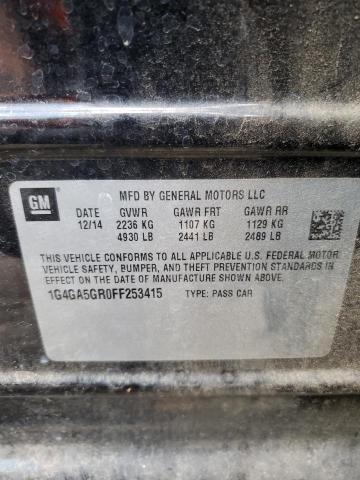 GM
MFD BY GENERAL MOTORS LLC
DATE GVWR GAWR FRT GAWR RR
12/14 2236 KG 1107 KG 1129 KG
4930 LB 2441 LB 2489 LB
THIS VEHICLE CONFORMS TO ALL APPLICABLE U.S. FEDERAL MOTOR
VEHICLE SAFETY, BUMPER, AND THEFT PREVENTION STANDARDS
IN EFFECT ON THE DATE OF MANUFACTURE SHOWN ABOVE.
1G4GA5GR0FF253415 TYPE: PASS CAR